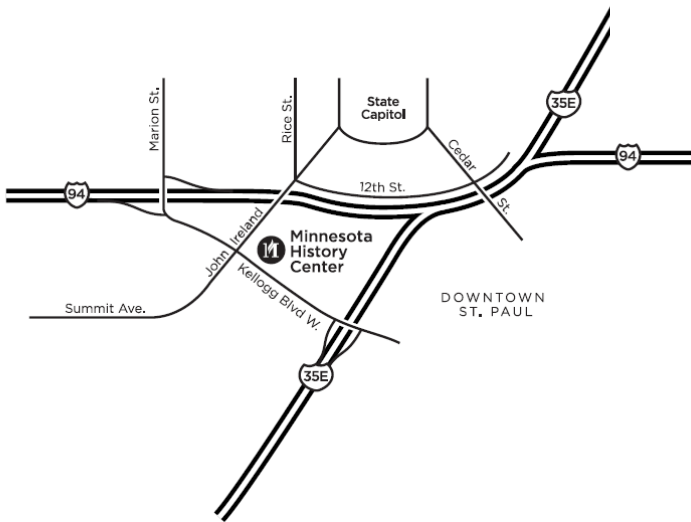 State
Capitol
35E
Marion St.
Rice St.
Cedar
St.
94
94
12th St.
John Ireland
Minnesota
History
Center
Kellogg Blvd W.
Summit Ave.
DOWNTOWN
ST. PAUL
35E